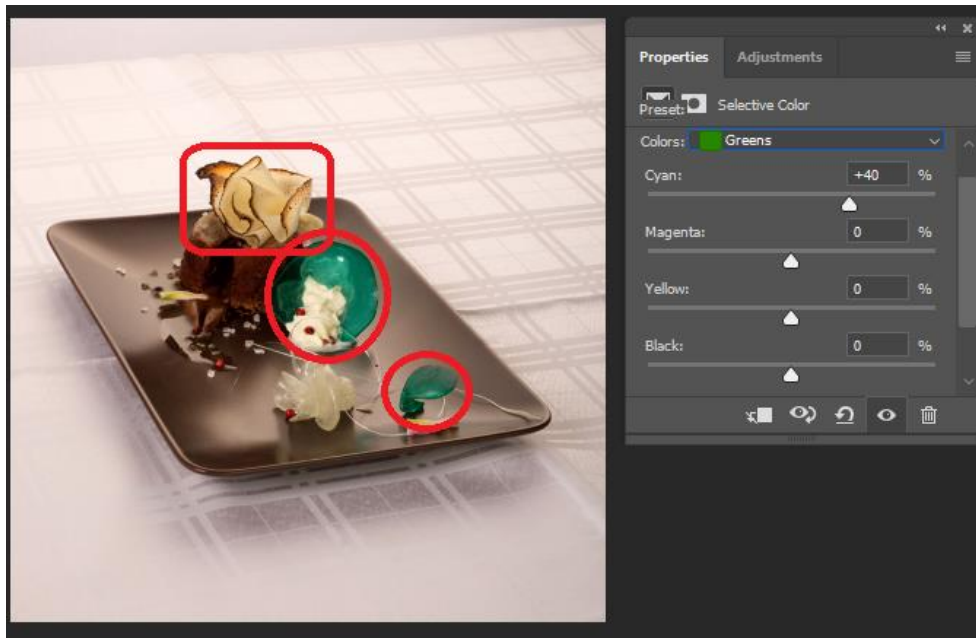 Properties Adjustments
Preset: Selective Color
Colors: Greens
Cyan: +40 %
Magenta: 0 %
Yellow: 0 %
Black: 0 %